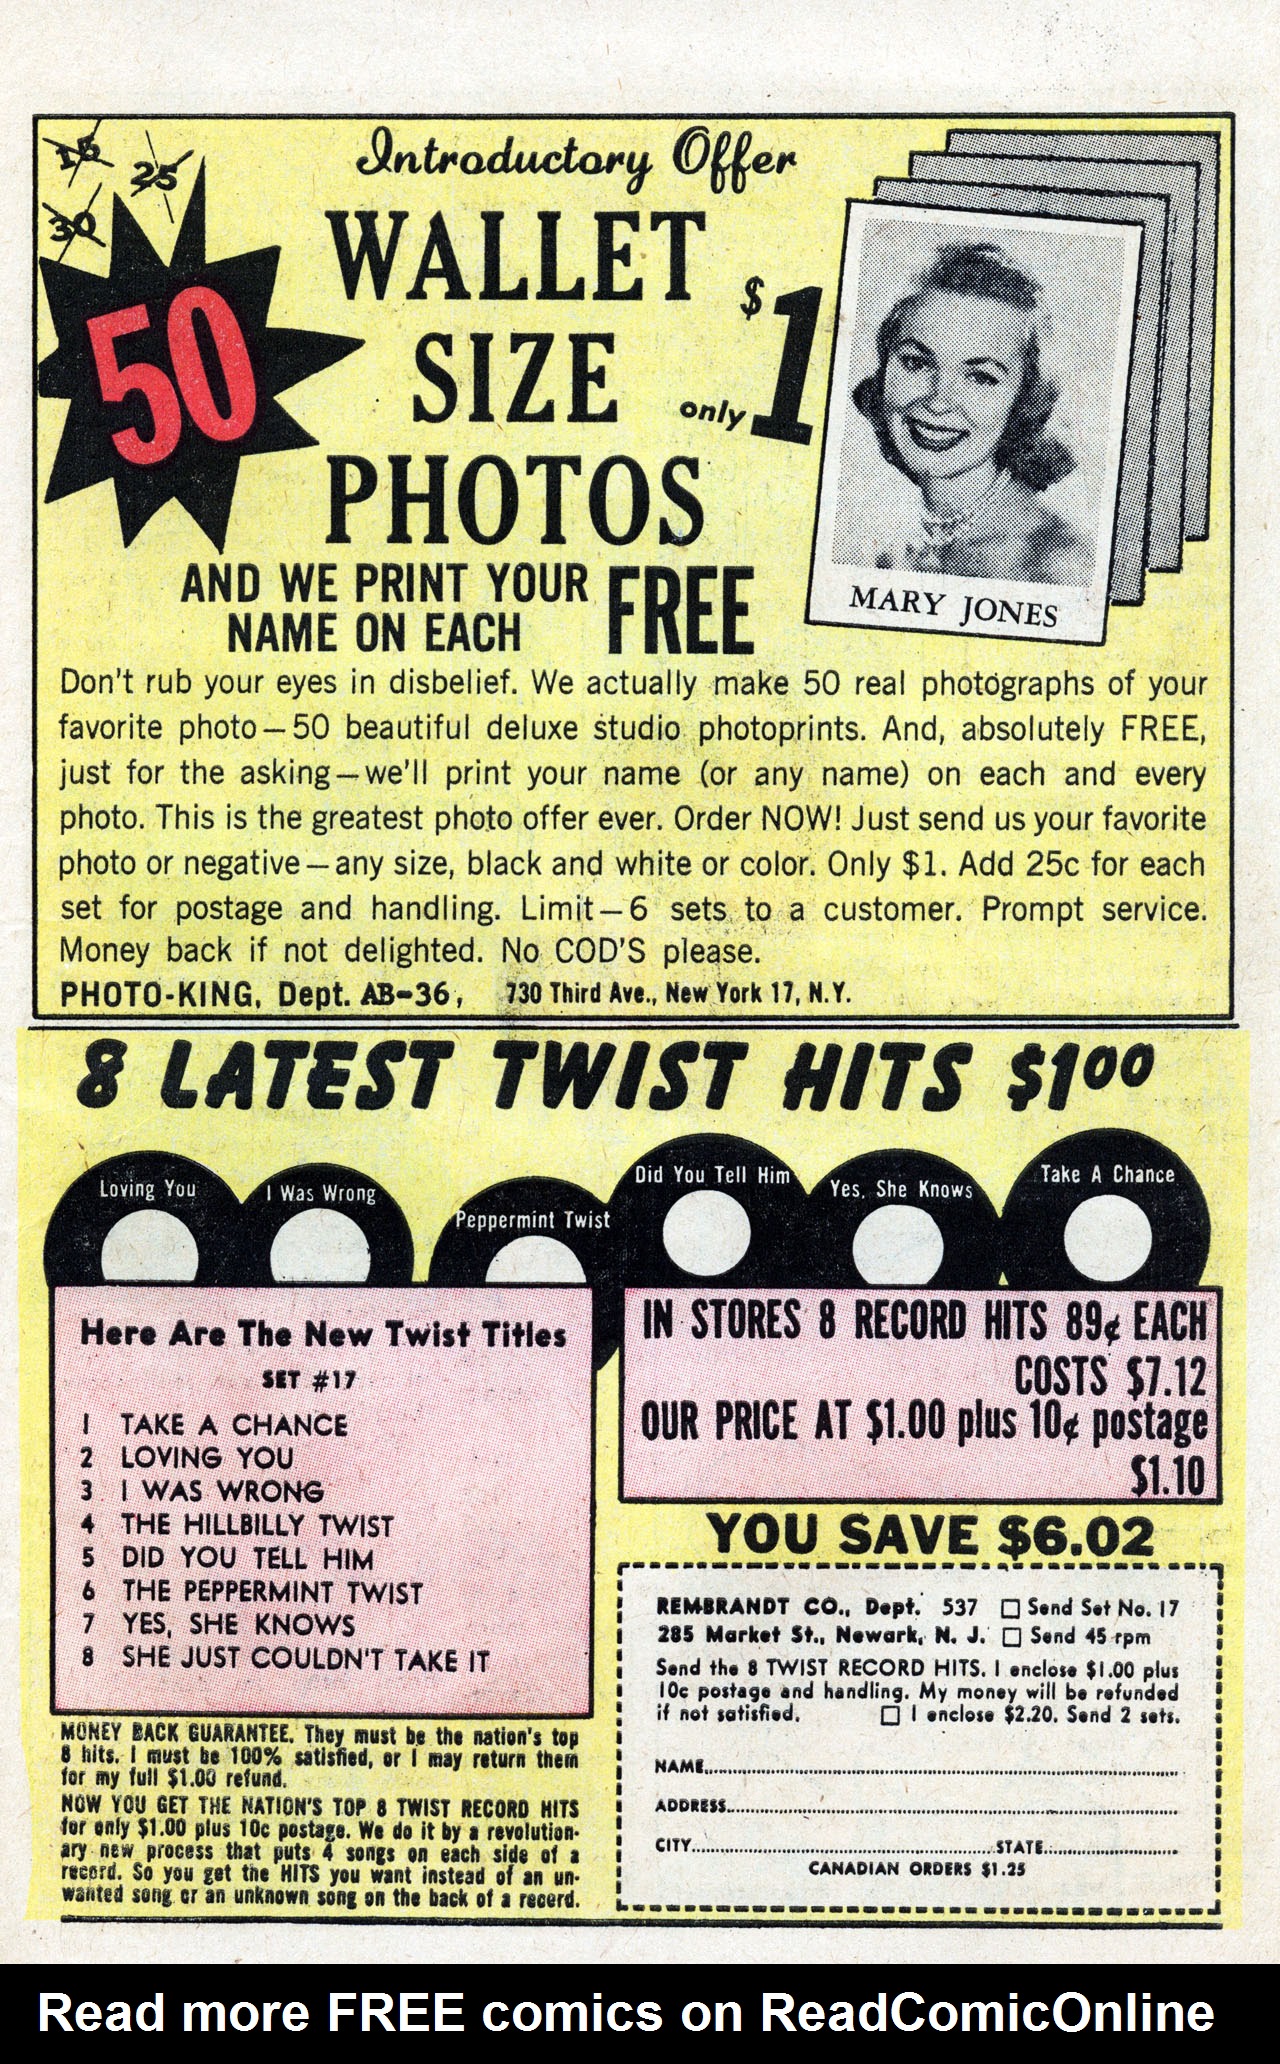 15
25
30
50
Introductory Offer
WALLET
SIZE
PHOTOS
only $1
AND WE PRINT YOUR
NAME ON EACH FREE
MARY JONES
Don't rub your eyes in disbelief. We actually make 50 real photographs of your
favorite photo—50 beautiful deluxe studio photoprints. And, absolutely FREE,
just for the asking—we'll print your name (or any name) on each and every
photo. This is the greatest photo offer ever. Order NOW! Just send us your favorite
photo or negative—any size, black and white or color. Only $1. Add 25c for each
set for postage and handling. Limit—6 sets to a customer. Prompt service.
Money back if not delighted. No COD'S please.
PHOTO-KING, Dept. AB-36, 730 Third Ave., New York 17, N.Y.
8 LATEST TWIST HITS $1.00
Loving You
I Was Wrong
Peppermint Twist
Did You Tell Him
Yes, She Knows
Take A Chance
Here Are The New Twist Titles
SET #17
1 TAKE A CHANCE
2 LOVING YOU
3 I WAS WRONG
4 THE HILLBILLY TWIST
5 DID YOU TELL HIM
6 THE PEPPERMINT TWIST
7 YES, SHE KNOWS
8 SHE JUST COULDN'T TAKE IT
IN STORES 8 RECORD HITS 89¢ EACH
COSTS $7.12
OUR PRICE AT $1.00 plus 10¢ postage
$1.10
YOU SAVE $6.02
MONEY BACK GUARANTEE. They must be the nation's top
8 hits. I must be 100% satisfied, or I may return them
for my full $1.00 refund.
NOW YOU GET THE NATION'S TOP 8 TWIST RECORD HITS
for only $1.00 plus 10c postage. We do it by a revolution-
ary new process that puts 4 songs on each side of a
record. So you get the HITS you want instead of an un-
wanted song or an unknown song on the back of a record.
REMBRANDT CO., Dept. 537 □ Send Set No. 17
285 Market St., Newark, N. J. □ Send 45 rpm
Send the 8 TWIST RECORD HITS. I enclose $1.00 plus
10c postage and handling. My money will be refunded
if not satisfied. □ I enclose $2.20. Send 2 sets.
NAME
ADDRESS
CITY STATE
CANADIAN ORDERS $1.25
Read more FREE comics on ReadComicOnline